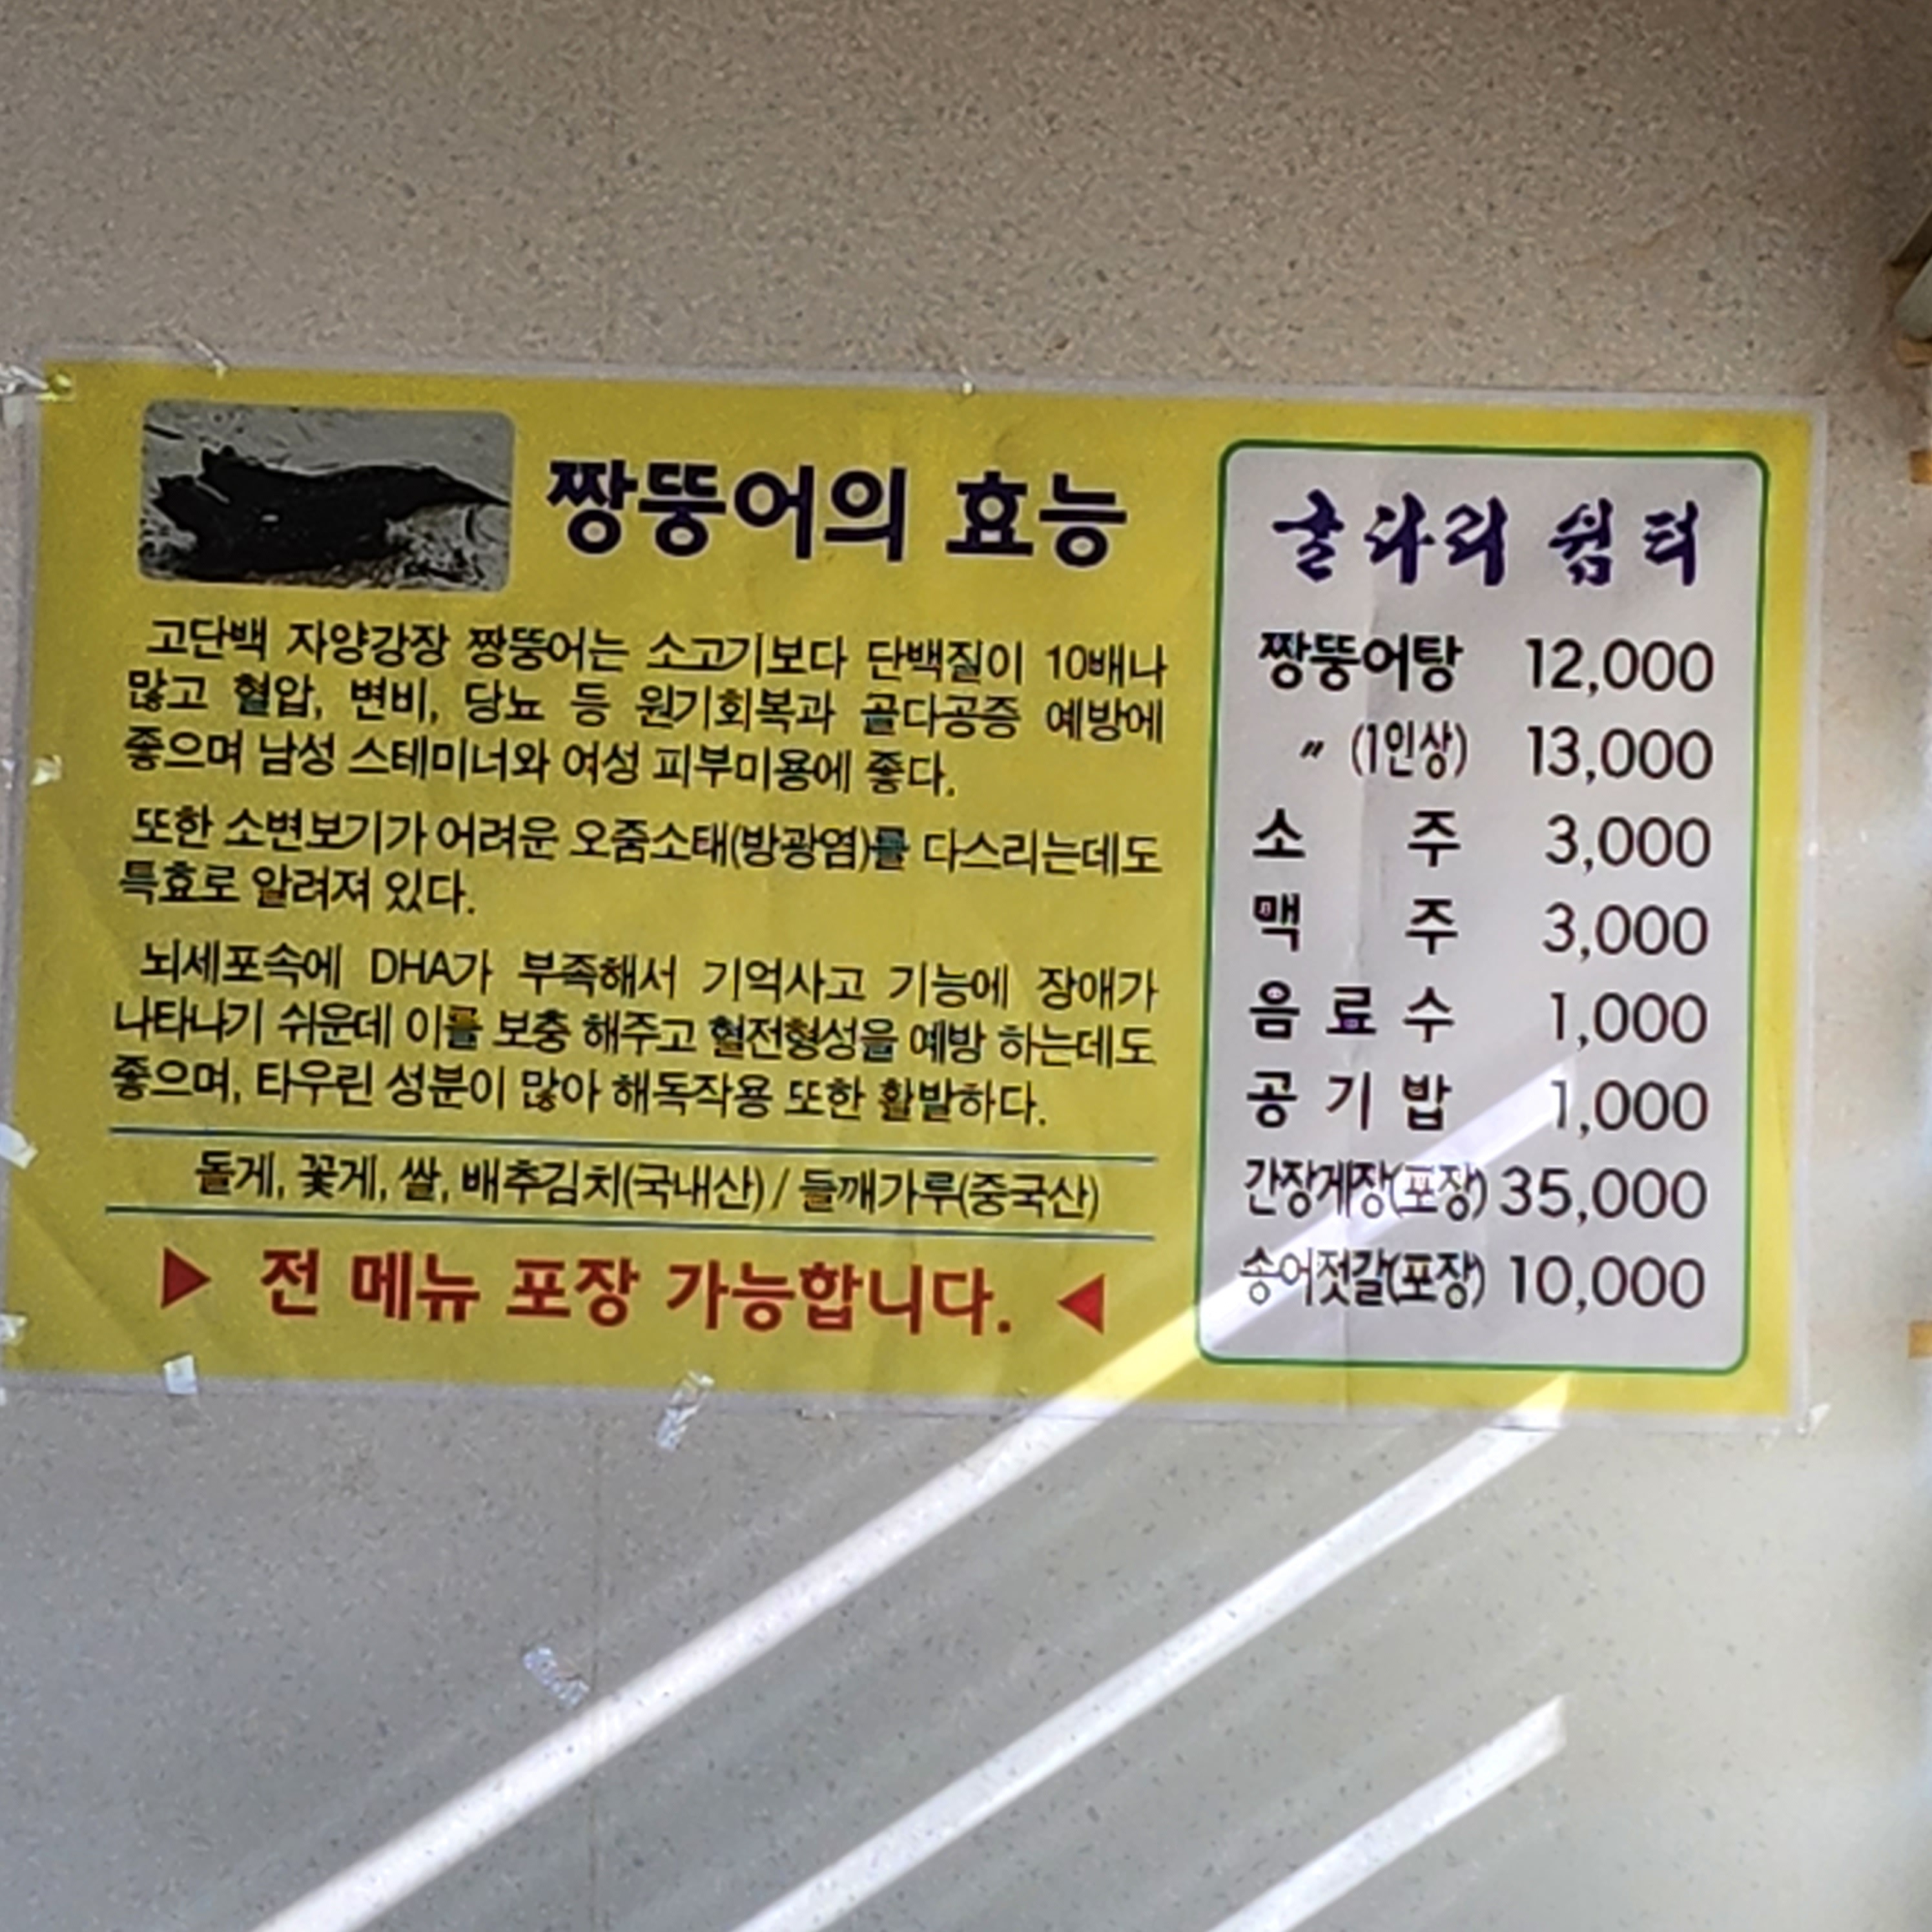 짱뚱어의 효능
고단백 자양강장 짱뚱어는 소고기보다 단백질이 10배나
많고 혈압, 변비, 당뇨 등 원기회복과 골다공증 예방에
좋으며 남성 스테미너와 여성 피부미용에 좋다.
또한 소변보기가 어려운 오줌소태(방광염)를 다스리는데도
특효로 알려져 있다.
뇌세포속에 DHA가 부족해서 기억사고 기능에 장애가
나타나기 쉬운데 이를 보충 해주고 혈전형성을 예방 하는데도
좋으며, 타우린 성분이 많아 해독작용 또한 활발하다.
돌게, 꽃게, 쌀, 배추김치(국내산) / 들깨가루(중국산)
▶ 전 메뉴 포장 가능합니다. ◀
굴다리 쉼터
짱뚱어탕 12,000
〃 (1인상) 13,000
소 주 3,000
맥 주 3,000
음 료 수 1,000
공 기 밥 1,000
간장게장(포장) 35,000
송어젓갈(포장) 10,000